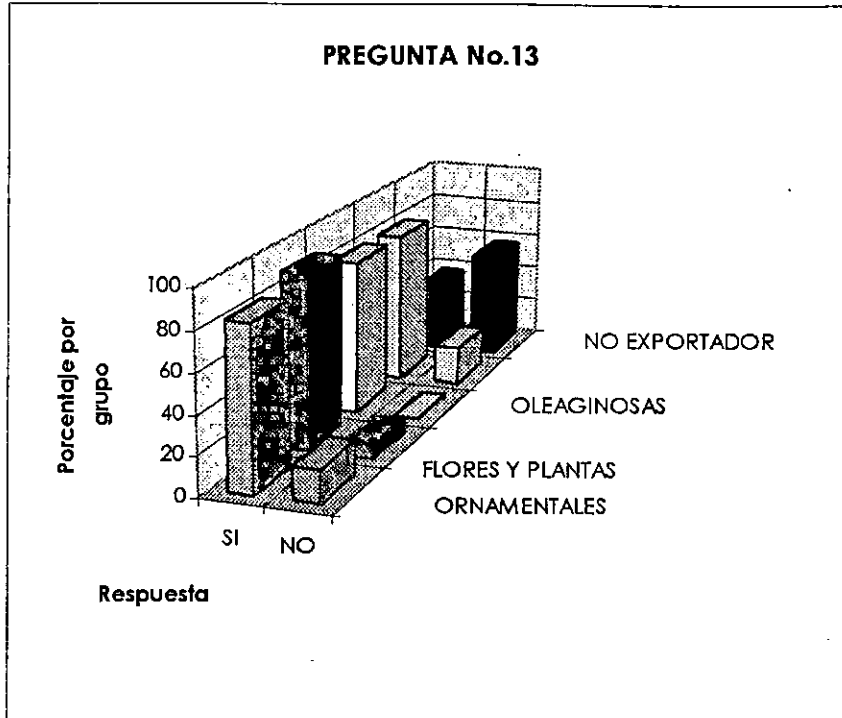 PREGUNTA No.13
100
80
60
40
20
0
Porcentaje por
grupo
SI
NO
Respuesta
NO EXPORTADOR
OLEAGINOSAS
FLORES Y PLANTAS
ORNAMENTALES